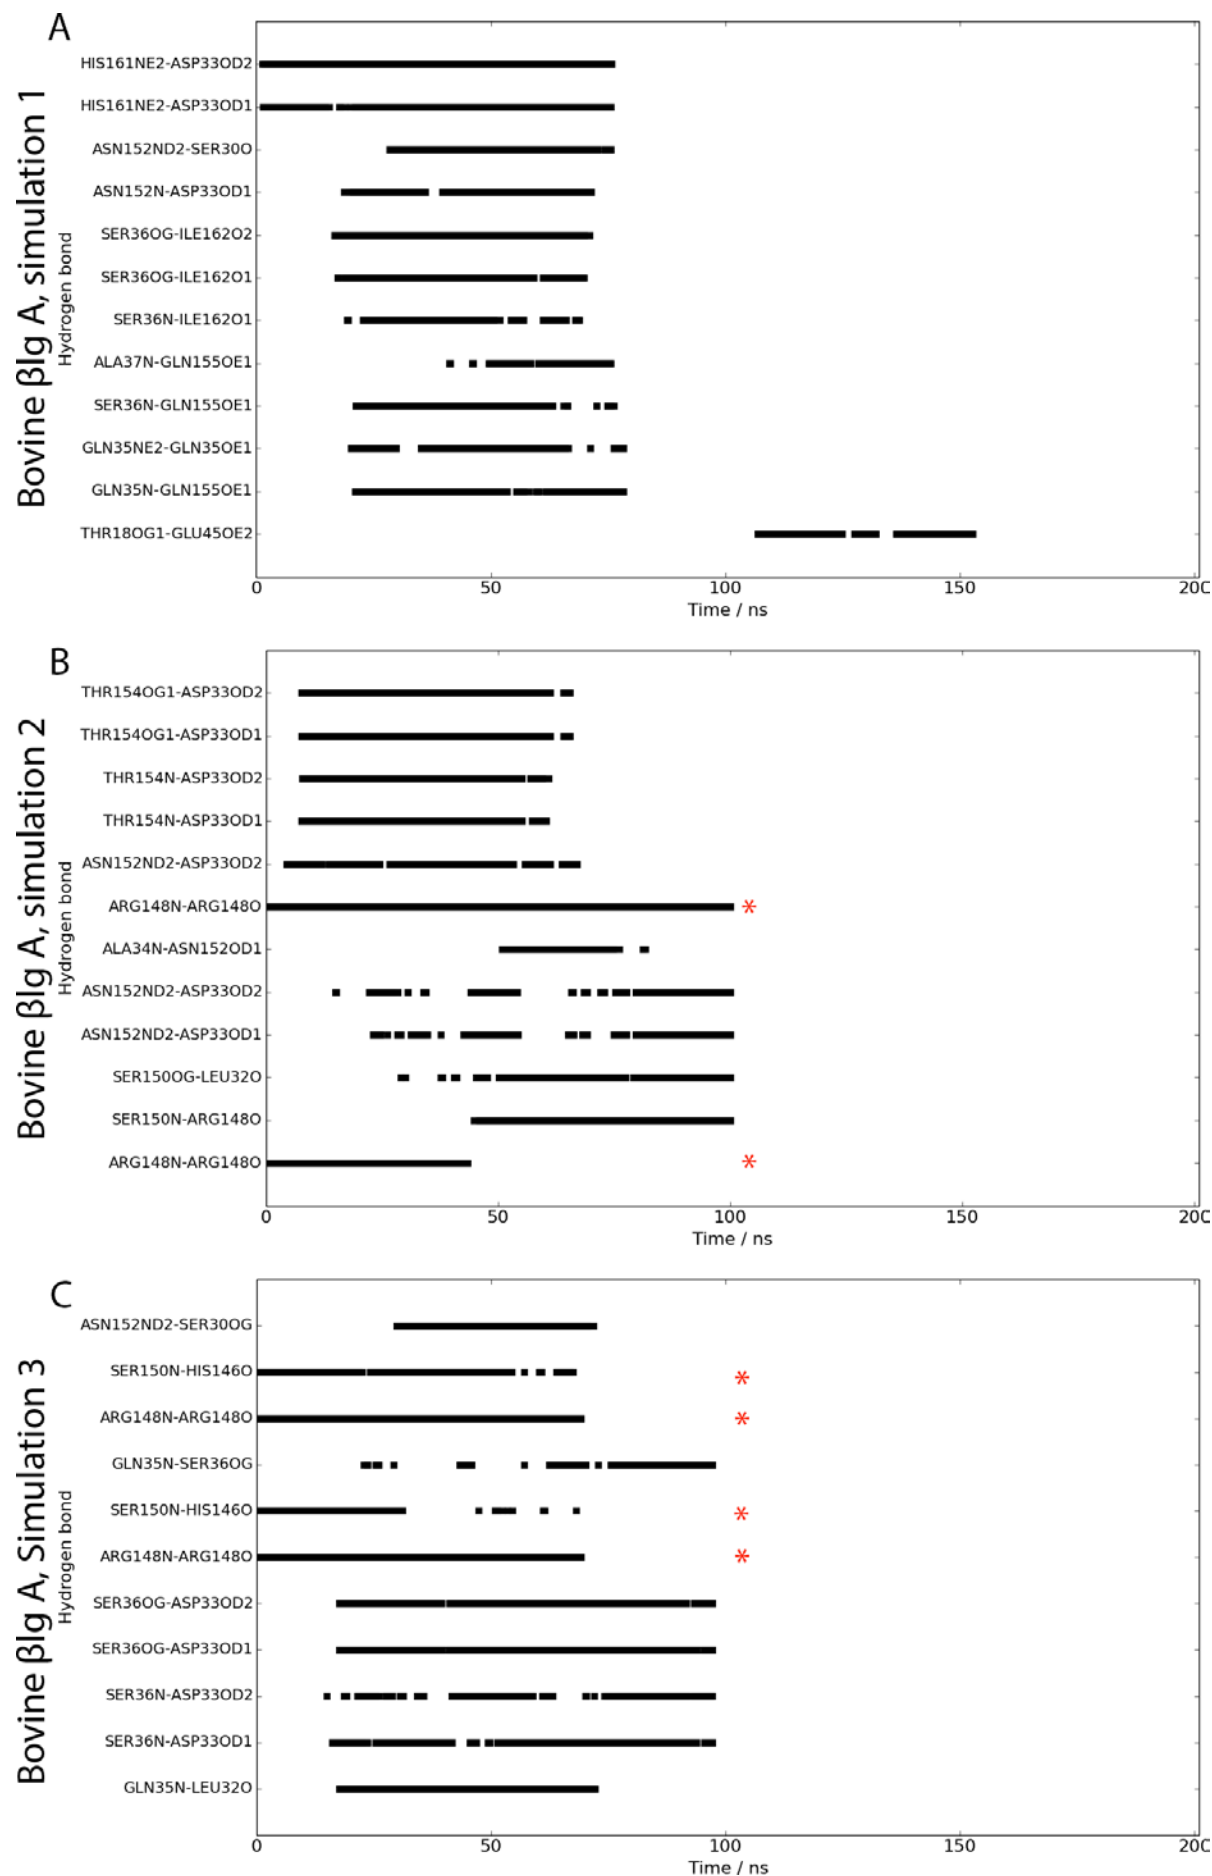 A
Bovine βlg A, simulation 1
Hydrogen bond
HIS161NE2-ASP33OD2
HIS161NE2-ASP33OD1
ASN152ND2-SER30O
ASN152N-ASP33OD1
SER36OG-ILE162O2
SER36OG-ILE162O1
SER36N-ILE162O1
ALA37N-GLN155OE1
SER36N-GLN155OE1
GLN35NE2-GLN35OE1
GLN35N-GLN155OE1
THR18OG1-GLU45OE2
0 50 100 150 200
Time / ns
B
Bovine βlg A, simulation 2
Hydrogen bond
THR154OG1-ASP33OD2
THR154OG1-ASP33OD1
THR154N-ASP33OD2
THR154N-ASP33OD1
ASN152ND2-ASP33OD2
ARG148N-ARG148O *
ALA34N-ASN152OD1
ASN152ND2-ASP33OD2
ASN152ND2-ASP33OD1
SER150OG-LEU32O
SER150N-ARG148O
ARG148N-ARG148O *
0 50 100 150 200
Time / ns
C
Bovine βlg A, Simulation 3
Hydrogen bond
ASN152ND2-SER30OG
SER150N-HIS146O *
ARG148N-ARG148O *
GLN35N-SER36OG
SER150N-HIS146O *
ARG148N-ARG148O *
SER36OG-ASP33OD2
SER36OG-ASP33OD1
SER36N-ASP33OD2
SER36N-ASP33OD1
GLN35N-LEU32O
0 50 100 150 200
Time / ns